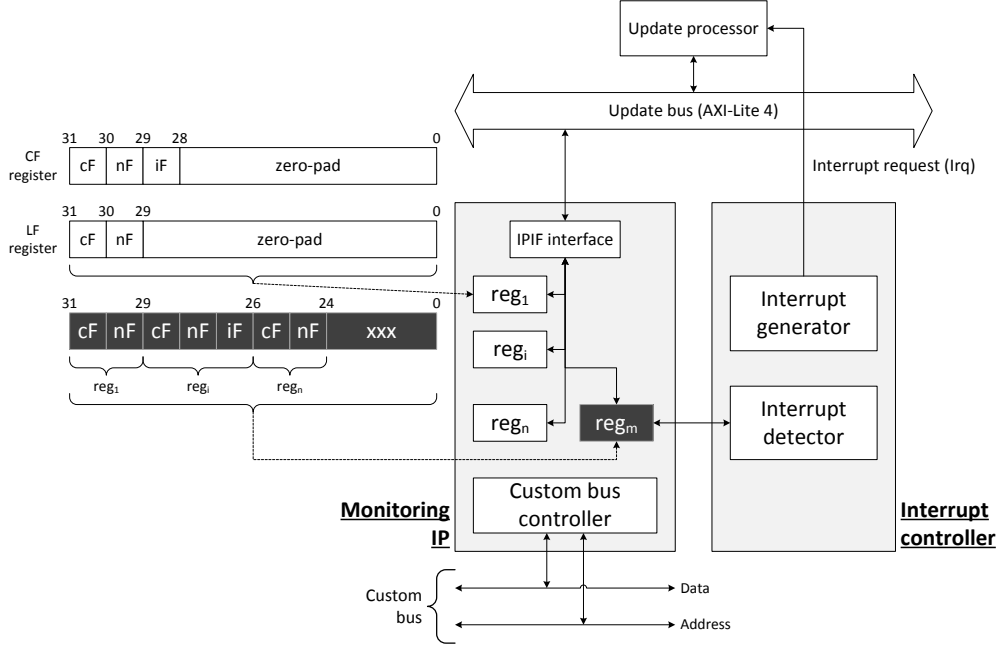 Update processor
Update bus (AXI-Lite 4)
Interrupt request (Irq)
31 30 29 28 0
CF
register
cF nF iF zero-pad
31 30 29 0
LF
register
cF nF zero-pad
31 29 26 24 0
cF nF cF nF iF cF nF xxx
reg1 regi regn
IPIF interface
reg1
regi
regn
regm
Custom bus
controller
Monitoring
IP
Interrupt
generator
Interrupt
detector
Interrupt
controller
Custom
bus
Data
Address